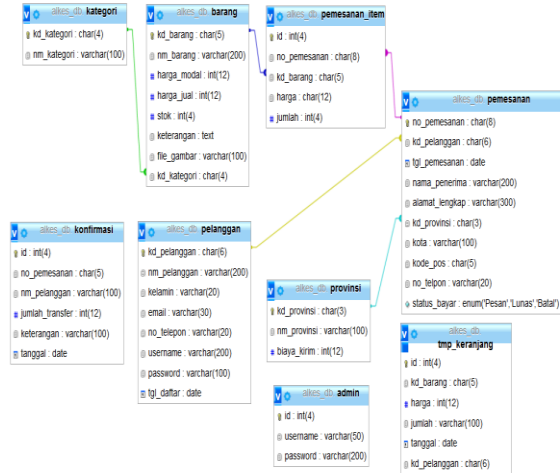 alkes_db kategori
kd_kategori : char(4)
nm_kategori : varchar(100)
alkes_db barang
kd_barang : char(5)
nm_barang : varchar(200)
harga_modal : int(12)
harga_jual : int(12)
stok : int(4)
keterangan : text
file_gambar : varchar(100)
kd_kategori : char(4)
alkes_db pemesanan_item
id : int(4)
no_pemesanan : char(8)
kd_barang : char(5)
harga : char(12)
jumlah : int(4)
alkes_db pemesanan
no_pemesanan : char(8)
kd_pelanggan : char(6)
tgl_pemesanan : date
nama_penerima : varchar(200)
alamat_lengkap : varchar(300)
kd_provinsi : char(3)
kota : varchar(100)
kode_pos : char(5)
no_telpon : varchar(20)
status_bayar : enum('Pesan','Lunas','Batal')
alkes_db konfirmasi
id : int(4)
no_pemesanan : char(5)
nm_pelanggan : varchar(100)
jumlah_transfer : int(12)
keterangan : varchar(100)
tanggal : date
alkes_db pelanggan
kd_pelanggan : char(6)
nm_pelanggan : varchar(200)
kelamin : varchar(20)
email : varchar(30)
no_telepon : varchar(20)
username : varchar(200)
password : varchar(100)
tgl_daftar : date
alkes_db provinsi
kd_provinsi : char(3)
nm_provinsi : varchar(100)
biaya_kirim : int(12)
alkes_db admin
id : int(4)
username : varchar(50)
password : varchar(200)
alkes_db
tmp_keranjang
id : int(4)
kd_barang : char(5)
harga : int(12)
jumlah : varchar(100)
tanggal : date
kd_pelanggan : char(6)